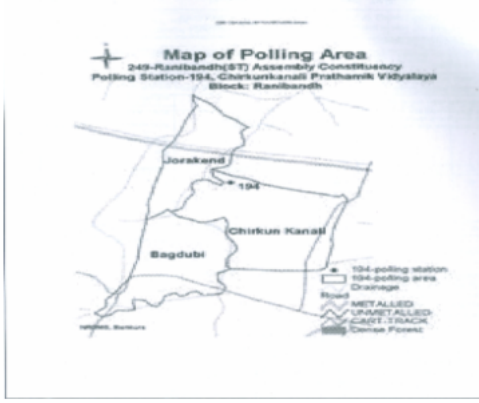 Map of Polling Area
249-Ranibandh(ST) Assembly Constituency
Polling Station-194, Chirkunkanali Prathamik Vidyalaya
Block: Ranibandh
Jorakend
194
Chirkun Kanali
Bagdubi
194-polling station
194-polling area
Drainage
Road
METALLED
UNMETALLED
CART-TRACK
Dense Forest
Bankura